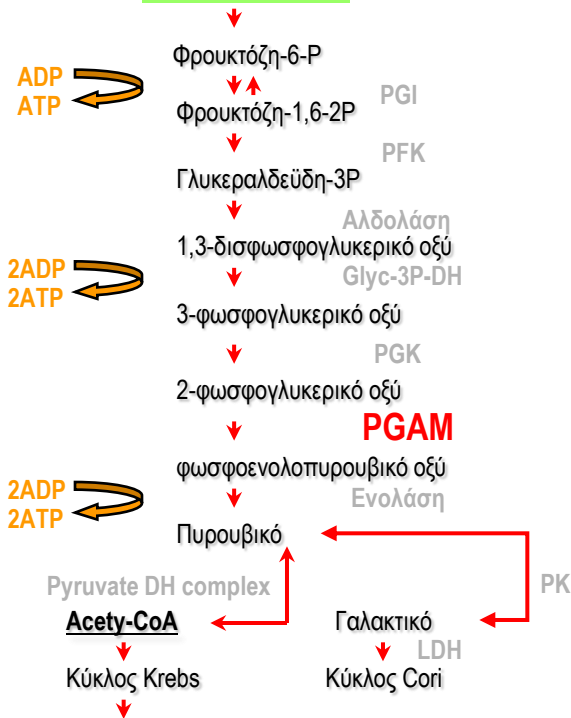 Φρουκτόζη-6-Ρ
ADP
ATP
PGI
Φρουκτόζη-1,6-2Ρ
PFK
Γλυκεραλδεΰδη-3Ρ
Αλδολάση
1,3-δισφωσφογλυκερικό οξύ
2ADP
2ATP
Glyc-3P-DH
3-φωσφογλυκερικό οξύ
PGK
2-φωσφογλυκερικό οξύ
PGAM
φωσφοενολοπυρουβικό οξύ
2ADP
2ATP
Ενολάση
Πυρουβικό
Pyruvate DH complex
PK
Acety-CoA
Γαλακτικό
LDH
Κύκλος Krebs
Κύκλος Cori